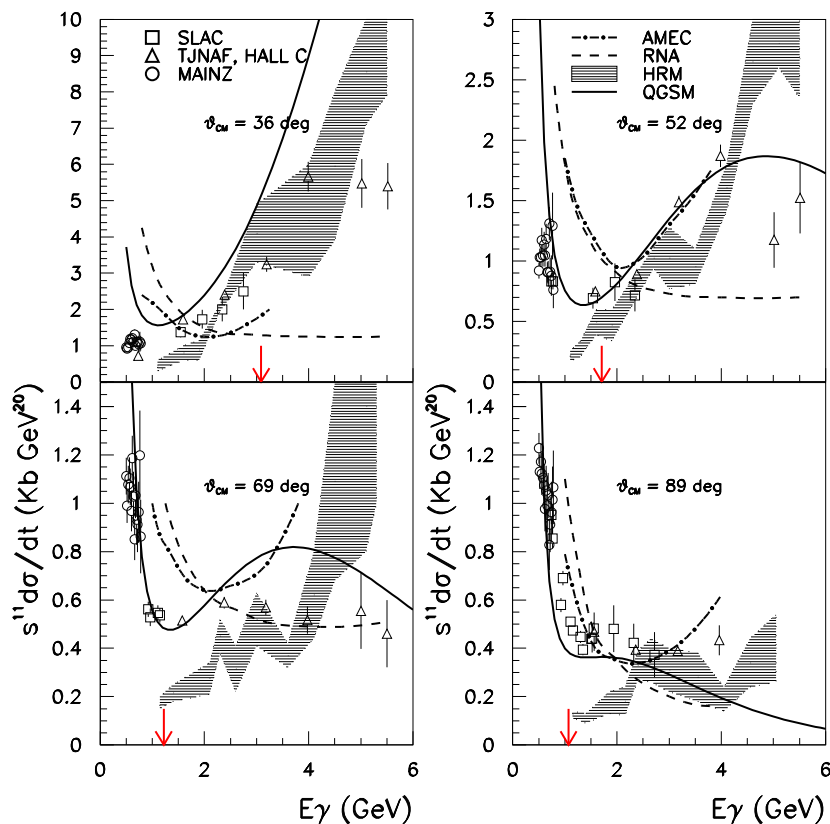 10
9
8
7
6
5
4
3
2
1
0
SLAC
TJNAF, HALL C
MAINZ
ϑCM = 36 deg
3
2.5
2
1.5
1
0.5
0
AMEC
RNA
HRM
QGSM
ϑCM = 52 deg
s¹¹dσ/dt (Kb GeV²⁰)
1.4
1.2
1
0.8
0.6
0.4
0.2
0
ϑCM = 69 deg
0 2 4 6
Eγ (GeV)
s¹¹dσ/dt (Kb GeV²⁰)
1.4
1.2
1
0.8
0.6
0.4
0.2
0
ϑCM = 89 deg
0 2 4 6
Eγ (GeV)